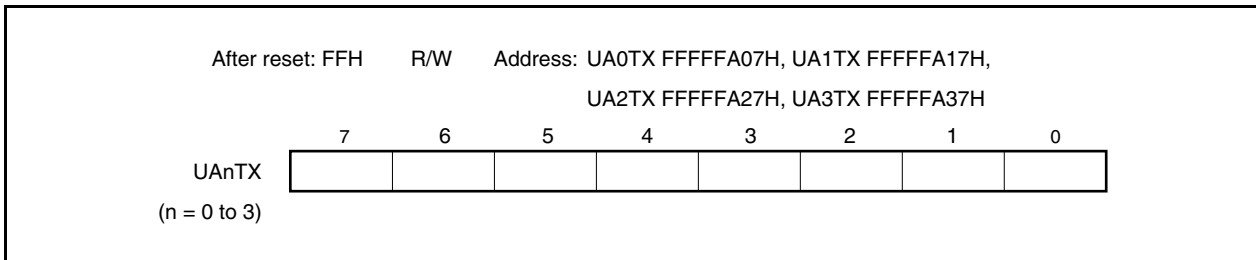 After reset: FFH R/W Address: UA0TX FFFFFA07H, UA1TX FFFFFA17H,
UA2TX FFFFFA27H, UA3TX FFFFFA37H
7 6 5 4 3 2 1 0
UAnTX
(n = 0 to 3)